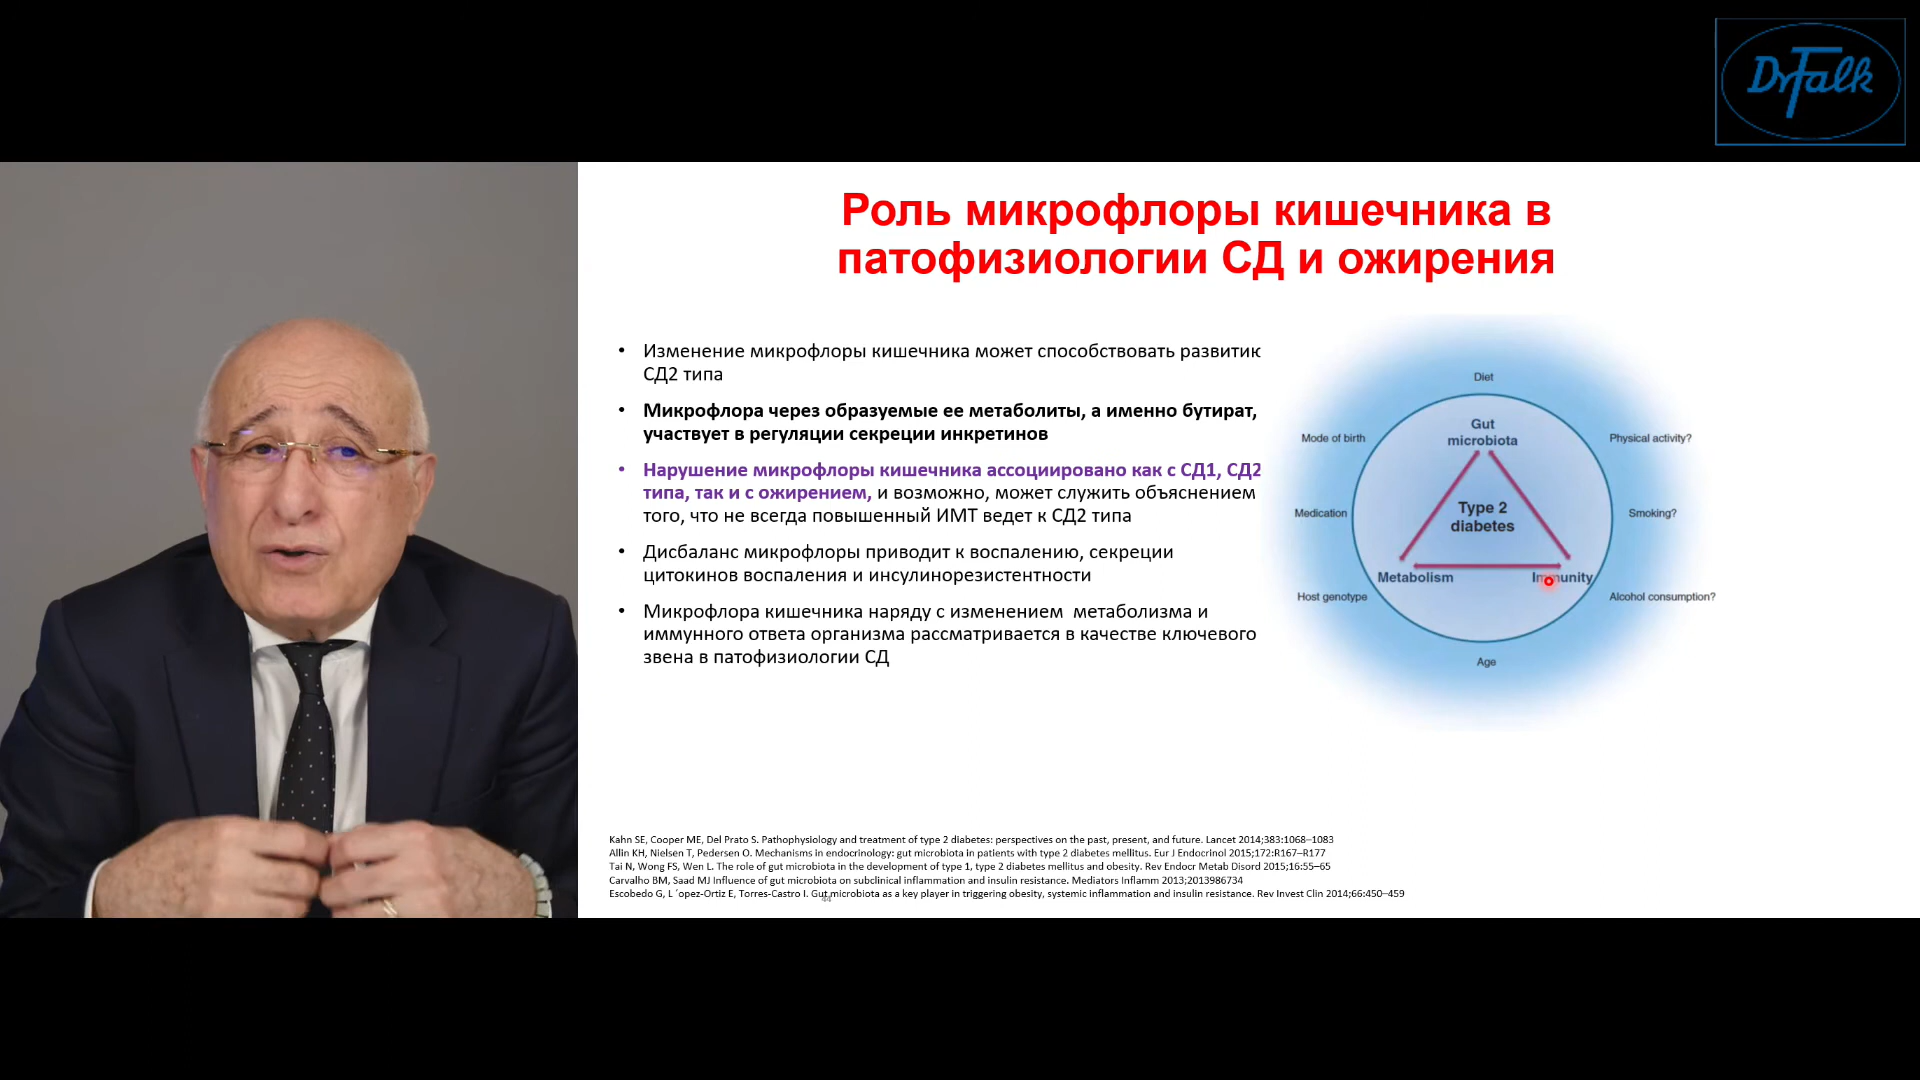 DrFalk
Роль микрофлоры кишечника в
патофизиологии СД и ожирения
• Изменение микрофлоры кишечника может способствовать развитик
СД2 типа
• Микрофлора через образуемые ее метаболиты, а именно бутират,
участвует в регуляции секреции инкретинов
• Нарушение микрофлоры кишечника ассоциировано как с СД1, СД2
типа, так и с ожирением, и возможно, может служить объяснением
того, что не всегда повышенный ИМТ ведет к СД2 типа
• Дисбаланс микрофлоры приводит к воспалению, секреции
цитокинов воспаления и инсулинорезистентности
• Микрофлора кишечника наряду с изменением метаболизма и
иммунного ответа организма рассматривается в качестве ключевого
звена в патофизиологии СД
Diet
Gut
microbiota
Mode of birth
Physical activity?
Medication
Type 2
diabetes
Smoking?
Metabolism
Immunity
Host genotype
Alcohol consumption?
Age
Kahn SE, Cooper ME, Del Prato S. Pathophysiology and treatment of type 2 diabetes: perspectives on the past, present, and future. Lancet 2014;383:1068–1083
Allin KH, Nielsen T, Pedersen O. Mechanisms in endocrinology: gut microbiota in patients with type 2 diabetes mellitus. Eur J Endocrinol 2015;172:R167–R177
Tai N, Wong FS, Wen L. The role of gut microbiota in the development of type 1, type 2 diabetes mellitus and obesity. Rev Endocr Metab Disord 2015;16:55–65
Carvalho BM, Saad MJ Influence of gut microbiota on subclinical inflammation and insulin resistance. Mediators Inflamm 2013;2013986734
Escobedo G, L ´opez-Ortiz E, Torres-Castro I. Gut microbiota as a key player in triggering obesity, systemic inflammation and insulin resistance. Rev Invest Clin 2014;66:450–459
44